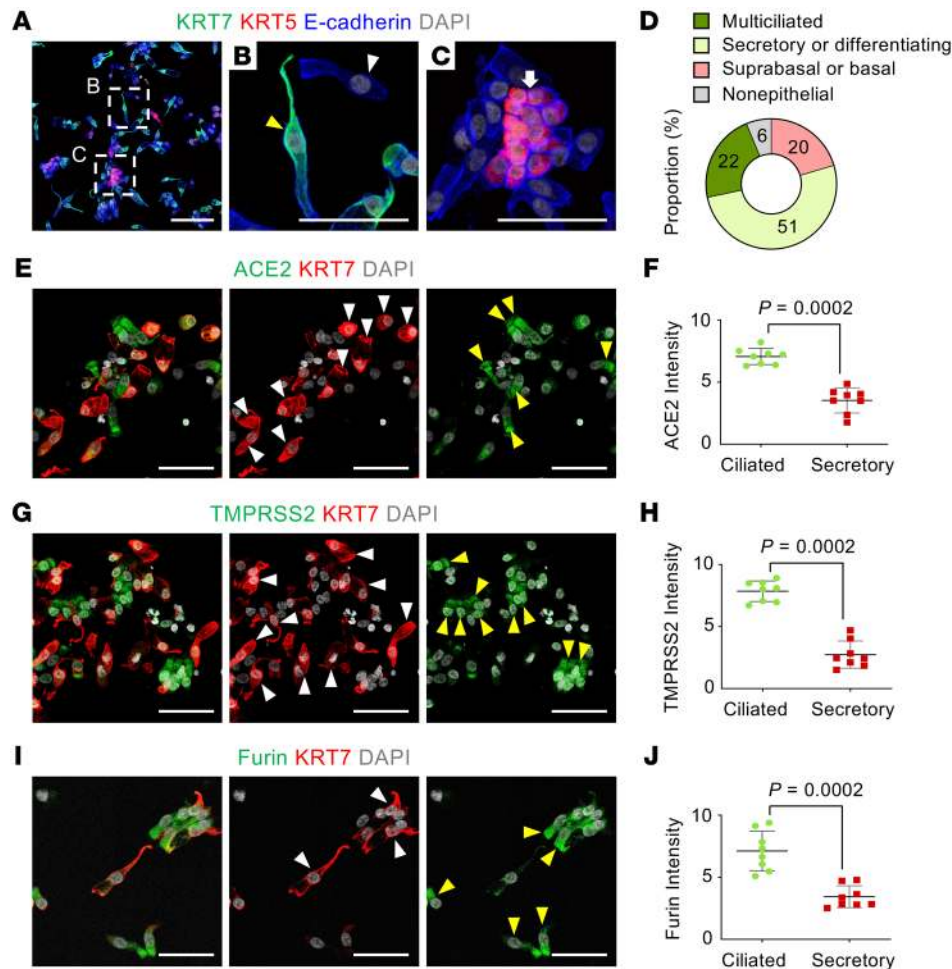 A
KRT7 KRT5 E-cadherin DAPI
B
C
B
C
D
Multiciliated
Secretory or differentiating
Suprabasal or basal
Nonepithelial
Proportion (%)
6
20
22
51
E
ACE2 KRT7 DAPI
F
P = 0.0002
ACE2 Intensity
10
5
0
Ciliated
Secretory
G
TMPRSS2 KRT7 DAPI
H
P = 0.0002
TMPRSS2 Intensity
10
5
0
Ciliated
Secretory
I
Furin KRT7 DAPI
J
P = 0.0002
Furin Intensity
10
5
0
Ciliated
Secretory